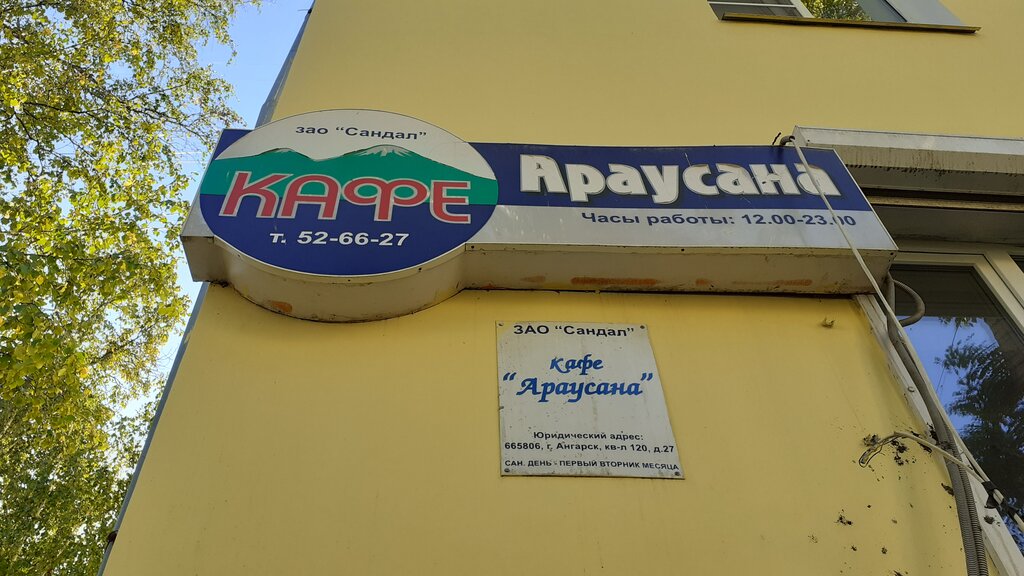 зао "Сандал"
КАФЕ
т. 52-66-27
Араусана
Часы работы: 12.00-23.00
ЗАО "Сандал"
кафе
"Араусана"
Юридический адрес:
665806, г. Ангарск, кв-л 120, д.27
САН. ДЕНЬ - ПЕРВЫЙ ВТОРНИК МЕСЯЦА